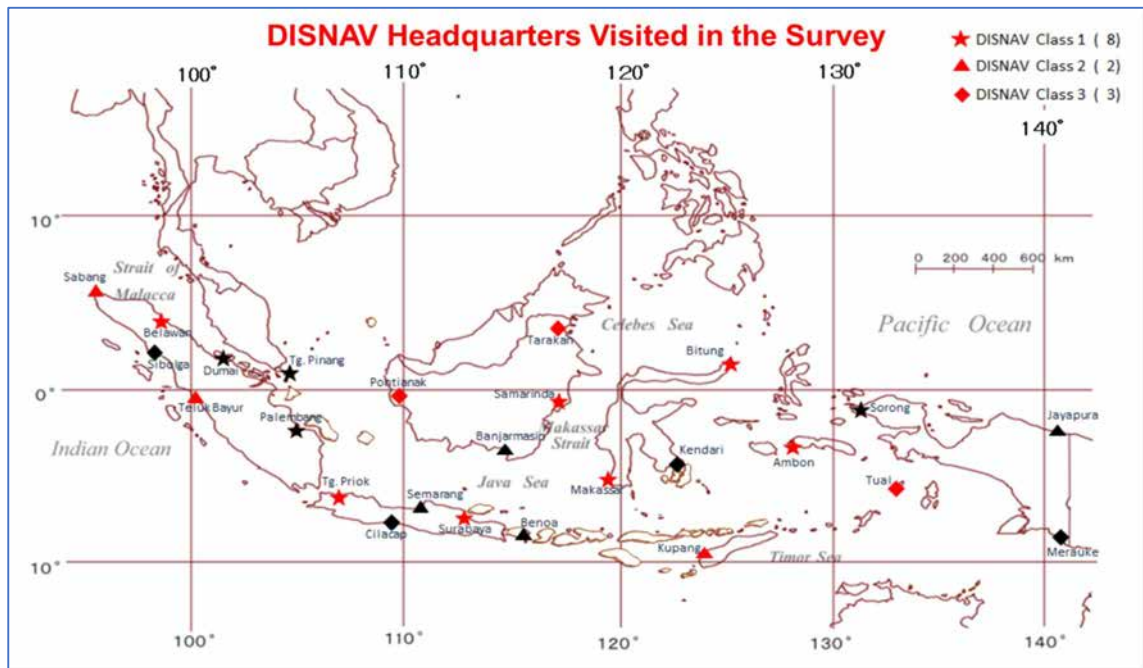 DISNAV Headquarters Visited in the Survey
DISNAV Class 1 ( 8)
DISNAV Class 2 ( 2)
DISNAV Class 3 ( 3)
100°
110°
120°
130°
140°
10°
0 200 400 600 km
Sabang
Strait of
Malacca
Belawan
Sibolga
Dumai
Tg. Pinang
Tarakan
Celebes Sea
Pacific Ocean
Bitung
0°
Teluk Bayur
Pontianak
Samarinda
Palembang
Makassar
Strait
Banjarmasin
Kendari
Sorong
Jayapura
Ambon
Indian Ocean
Java Sea
Makassar
Tual
Tg. Priok
Semarang
Cilacap
Surabaya
Benoa
Kupang
Timor Sea
Merauke
10°
100°
110°
120°
130°
140°